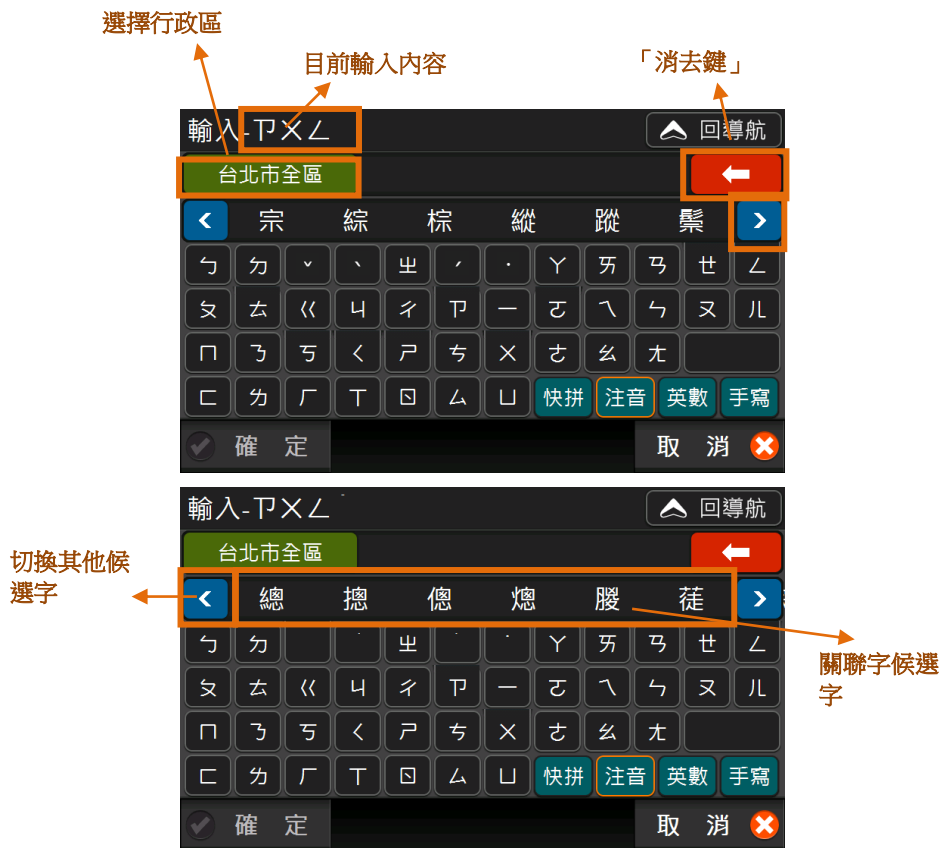 選擇行政區
目前輸入內容
「消去鍵」
輸入-ㄗㄨㄥ
回導航
台北市全區
宗 綜 棕 縱 蹤 鬃
ㄅ ㄉ ˇ ˋ ㄓ ˊ ˙ ㄚ ㄞ ㄢ ㄝ ㄥ
ㄆ ㄊ ㄍ ㄐ ㄔ ㄗ ㄧ ㄛ ㄟ ㄣ ㄡ ㄦ
ㄇ ㄋ ㄎ ㄑ ㄕ ㄘ ㄨ ㄜ ㄠ ㄤ
ㄈ ㄌ ㄏ ㄒ ㄖ ㄙ ㄩ 快拼 注音 英數 手寫
確 定
取 消
輸入-ㄗㄨㄥ
回導航
台北市全區
切換其他候
選字
總 摠 傯 熜 朡 蓗
ㄅ ㄉ ㄓ ㄚ ㄞ ㄢ ㄝ ㄥ
ㄆ ㄊ ㄍ ㄐ ㄔ ㄗ ㄧ ㄛ ㄟ ㄣ ㄡ ㄦ
ㄇ ㄋ ㄎ ㄑ ㄕ ㄘ ㄨ ㄜ ㄠ ㄤ
ㄈ ㄌ ㄏ ㄒ ㄖ ㄙ ㄩ 快拼 注音 英數 手寫
關聯字候選
字
確 定
取 消